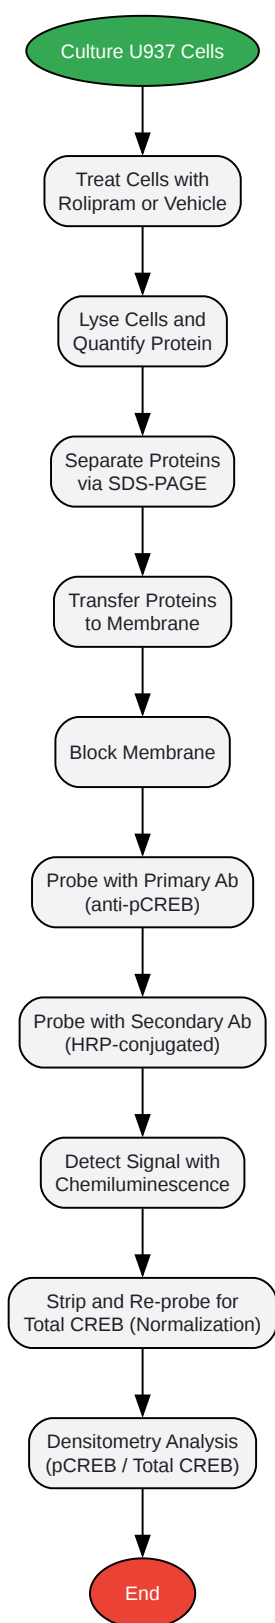 Culture U937 Cells
Treat Cells with
Rolipram or Vehicle
Lyse Cells and
Quantify Protein
Separate Proteins
via SDS-PAGE
Transfer Proteins
to Membrane
Block Membrane
Probe with Primary Ab
(anti-pCREB)
Probe with Secondary Ab
(HRP-conjugated)
Detect Signal with
Chemiluminescence
Strip and Re-probe for
Total CREB (Normalization)
Densitometry Analysis
(pCREB / Total CREB)
End